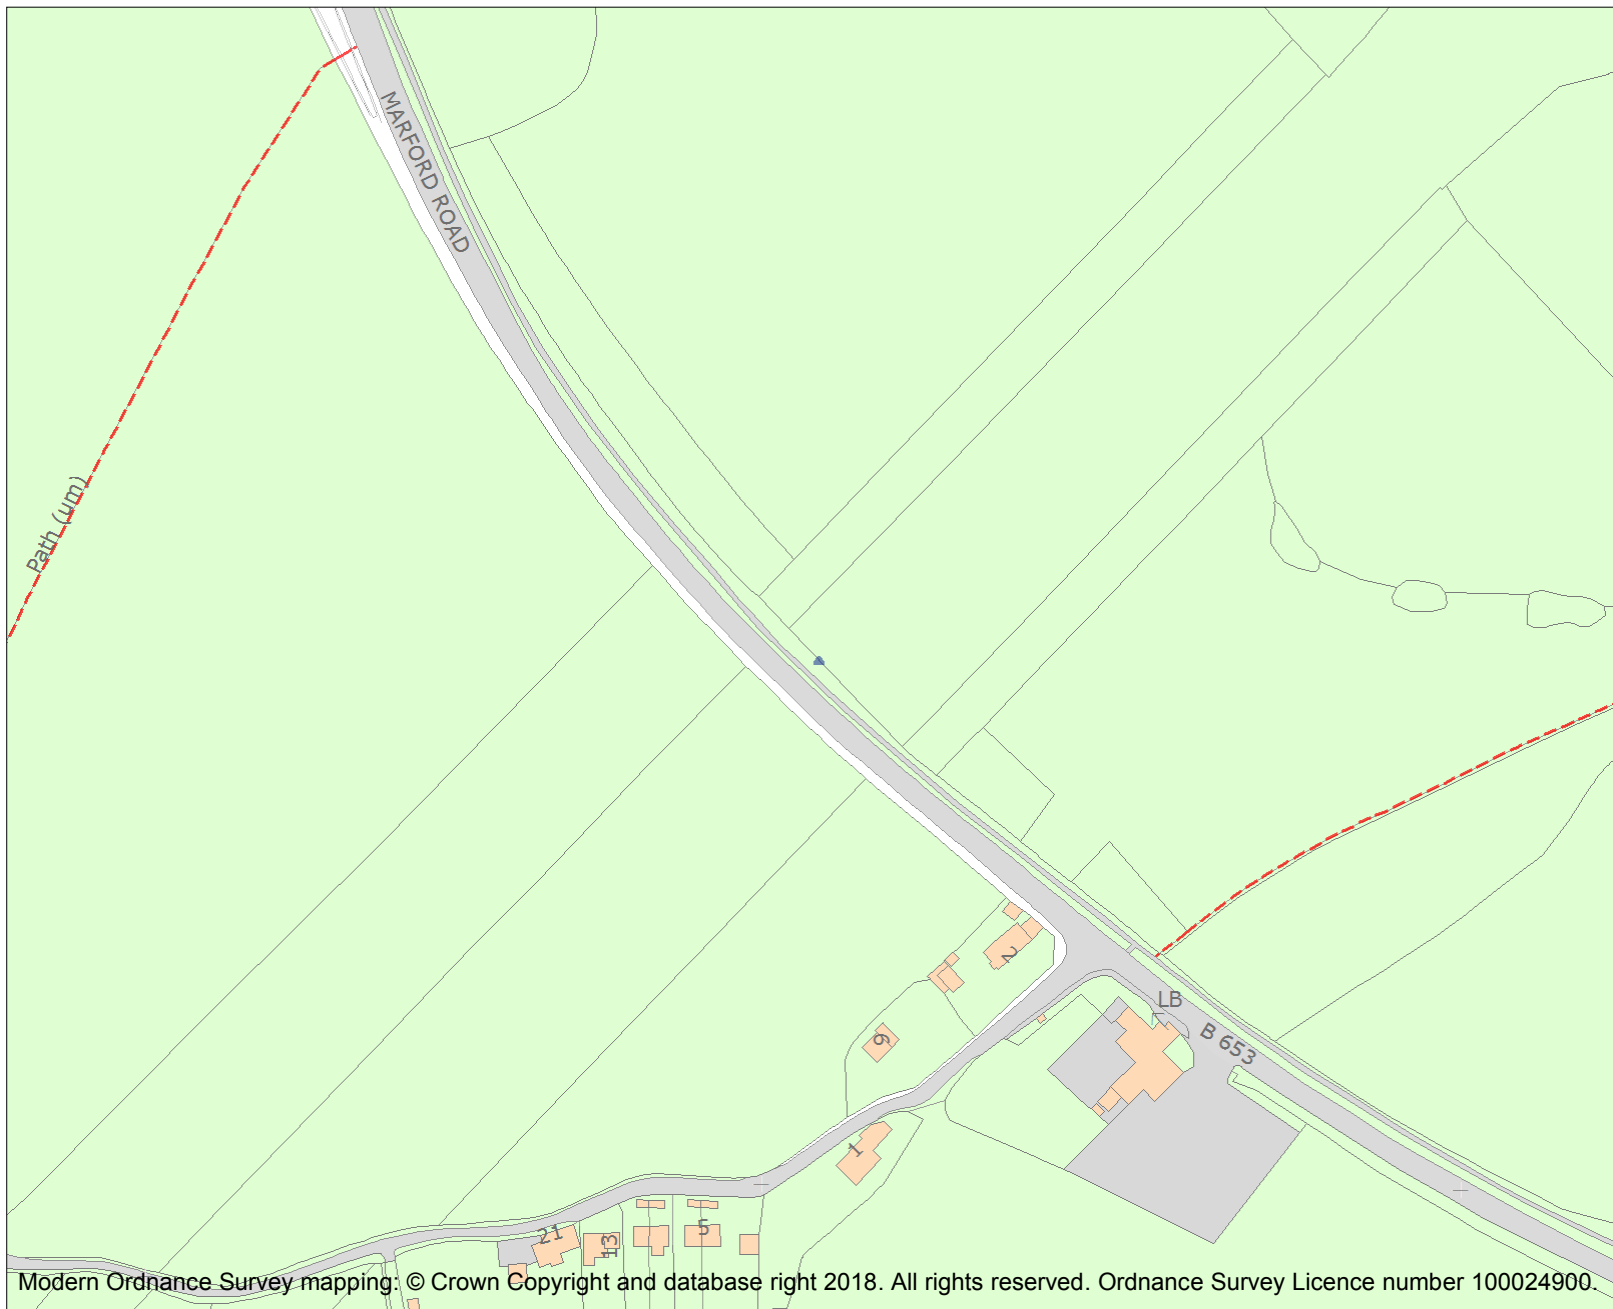 MARFORD ROAD
Path (um)
2
LB
B 653
6
1
21
13
5
Modern Ordnance Survey mapping: © Crown Copyright and database right 2018. All rights reserved. Ordnance Survey Licence number 100024900.